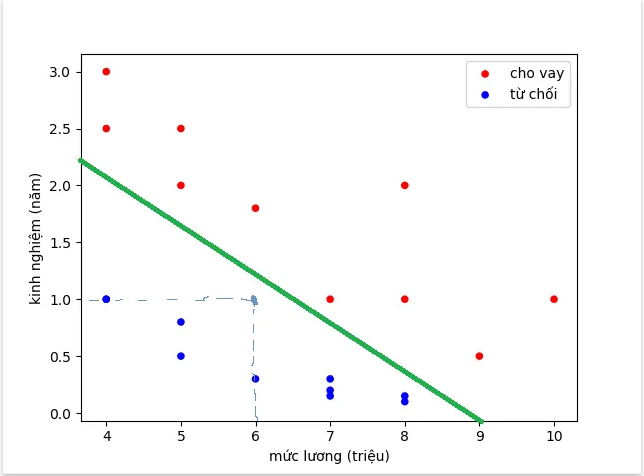 cho vay
từ chối
3.0
2.5
2.0
1.5
1.0
0.5
0.0
kinh nghiệm (năm)
4 5 6 7 8 9 10
mức lương (triệu)